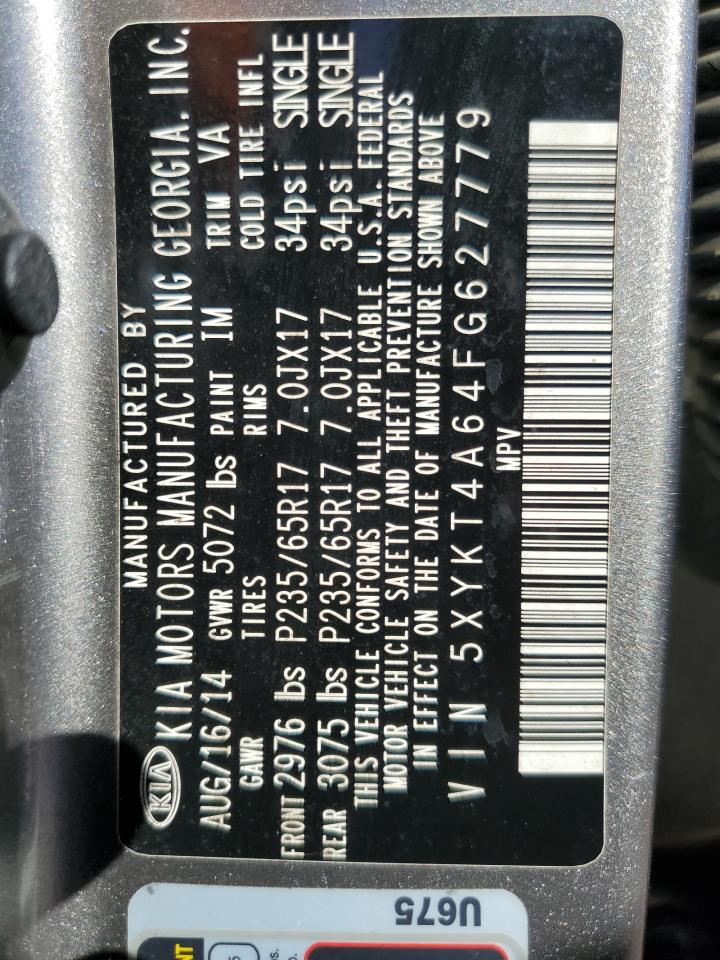 MANUFACTURED BY
KIA KIA MOTORS MANUFACTURING GEORGIA, INC.
AUG/16/14 GVWR 5072 lbs PAINT IM TRIM VA
GAWR TIRES RIMS COLD TIRE INFL
FRONT 2976 lbs P235/65R17 7.0JX17 34psi SINGLE
REAR 3075 lbs P235/65R17 7.0JX17 34psi SINGLE
THIS VEHICLE CONFORMS TO ALL APPLICABLE U.S.A. FEDERAL
MOTOR VEHICLE SAFETY AND THEFT PREVENTION STANDARDS
IN EFFECT ON THE DATE OF MANUFACTURE SHOWN ABOVE
VIN 5XYKT4A64FG627779
MPV
U675